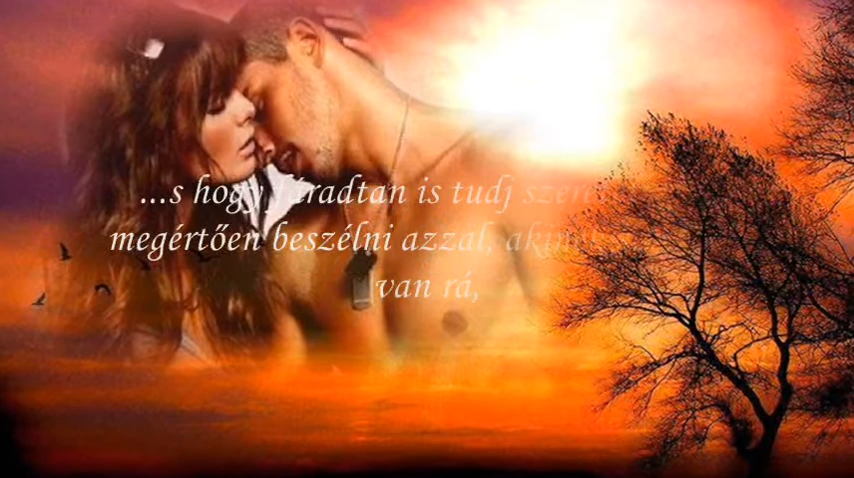 ...s hogy fáradtan is tudj
megértően beszélni azzal,
van rá,